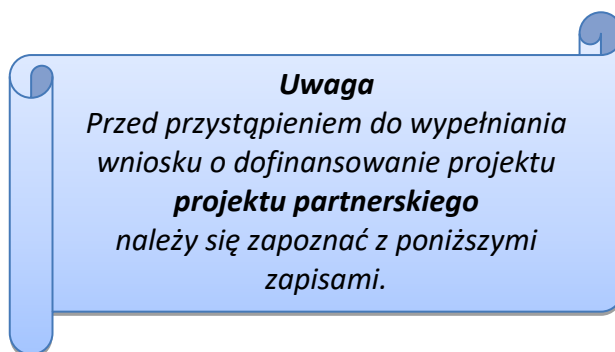 Uwaga
Przed przystąpieniem do wypełniania
wniosku o dofinansowanie projektu
projektu partnerskiego
należy się zapoznać z poniższymi
zapisami.